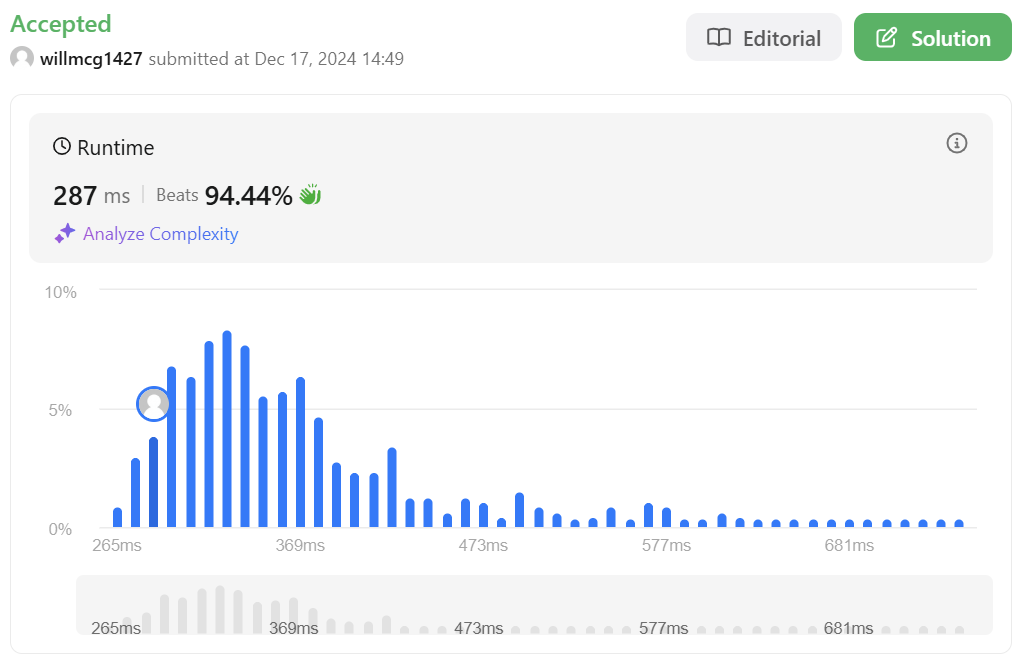 Accepted
Editorial
Solution
willmcg1427 submitted at Dec 17, 2024 14:49
Runtime
287 ms | Beats 94.44%
Analyze Complexity
10%
5%
0%
265ms 369ms 473ms 577ms 681ms
265ms 369ms 473ms 577ms 681ms